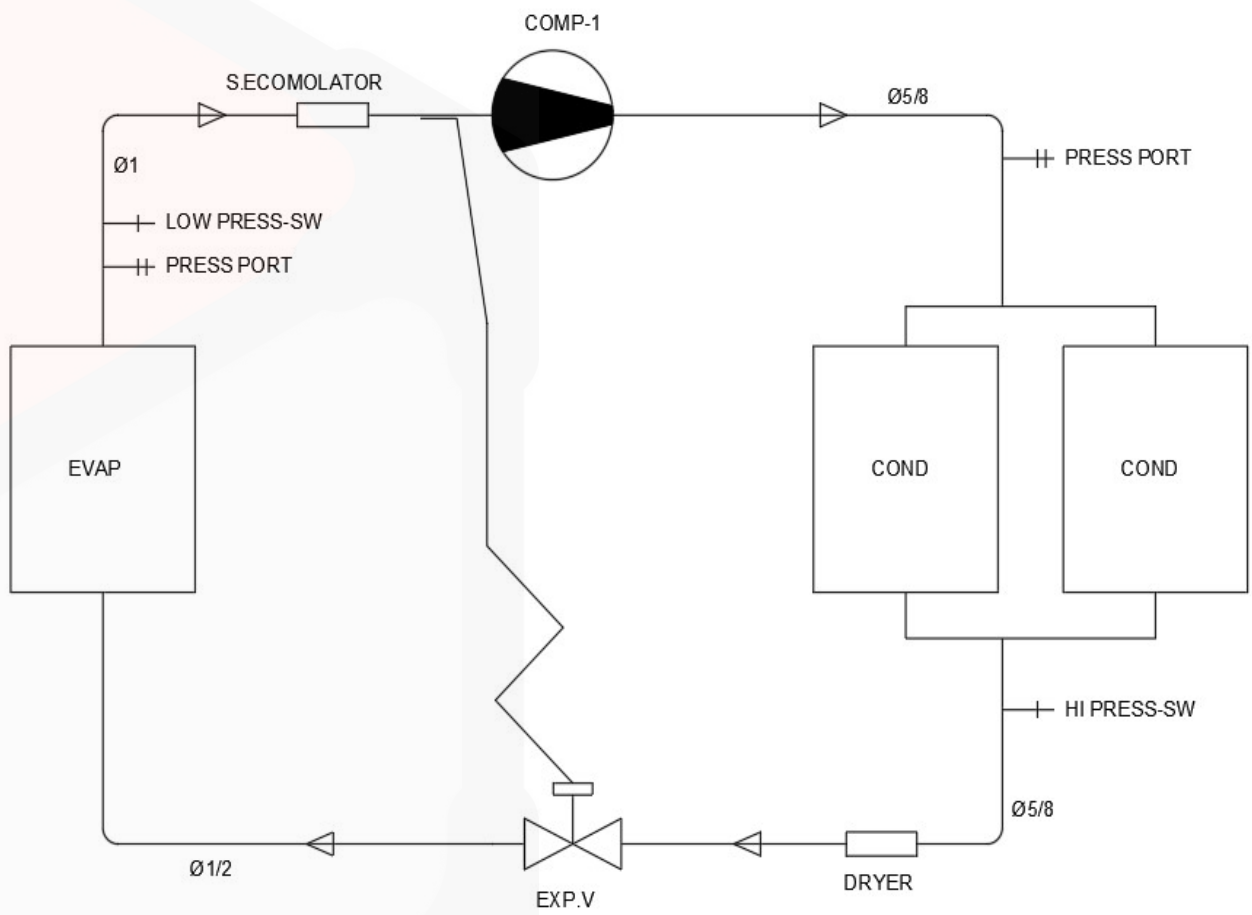 COMP-1
S.ECOMOLATOR
Ø5/8
PRESS PORT
Ø1
LOW PRESS-SW
PRESS PORT
EVAP
COND
COND
HI PRESS-SW
Ø5/8
Ø1/2
DRYER
EXP.V